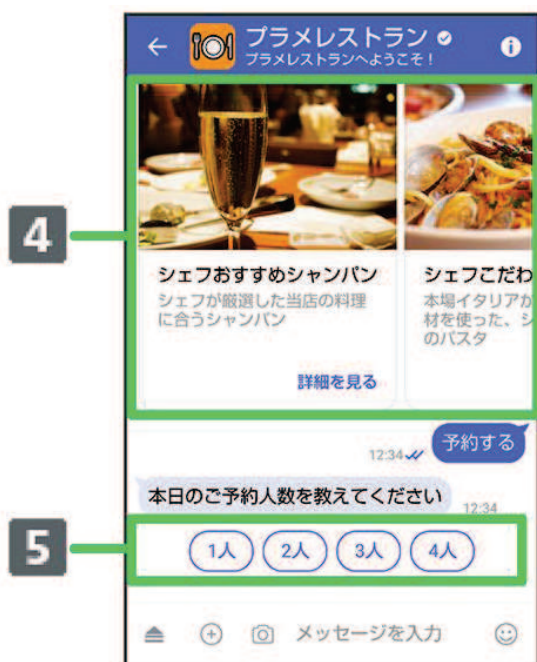 プラメレストラン
プラメレストランへようこそ！
4
シェフおすすめシャンパン
シェフが厳選した当店の料理
に合うシャンパン
詳細を見る
シェフこだわ
本場イタリアか
材を使った、シ
のパスタ
予約する
12:34
本日のご予約人数を教えてください
12:34
5
1人 2人 3人 4人
メッセージを入力